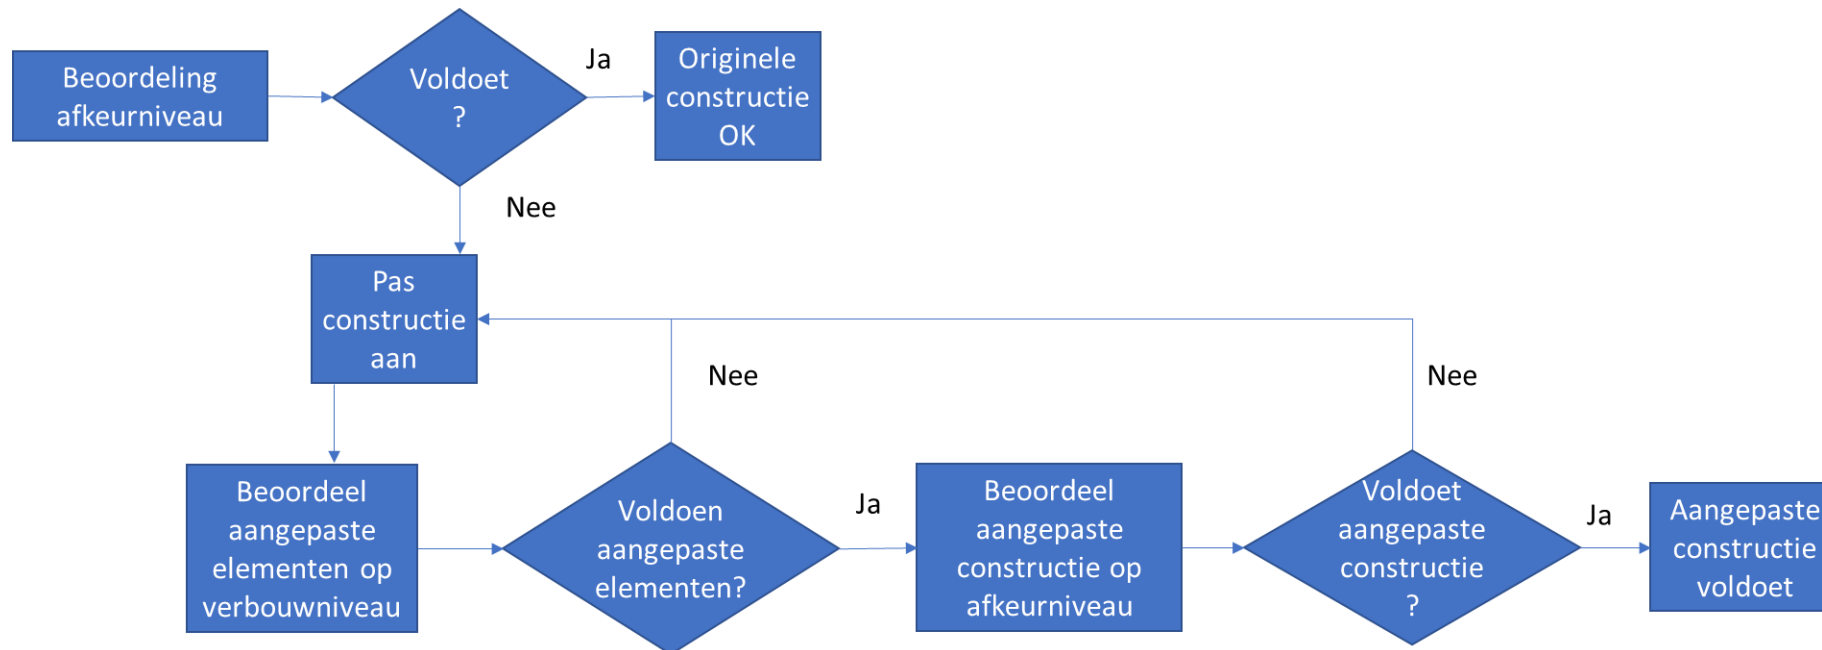 Beoordeling
afkeurniveau
Voldoet
?
Ja
Originele
constructie
OK
Nee
Pas
constructie
aan
Nee
Nee
Beoordeel
aangepaste
elementen op
verbouwniveau
Voldoen
aangepaste
elementen?
Ja
Beoordeel
aangepaste
constructie op
afkeurniveau
Voldoet
aangepaste
constructie
?
Ja
Aangepaste
constructie
voldoet